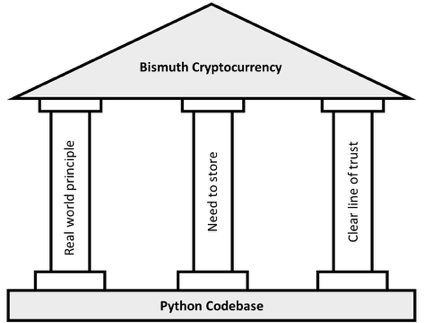 Bismuth Cryptocurrency
Real world principle
Need to store
Clear line of trust
Python Codebase